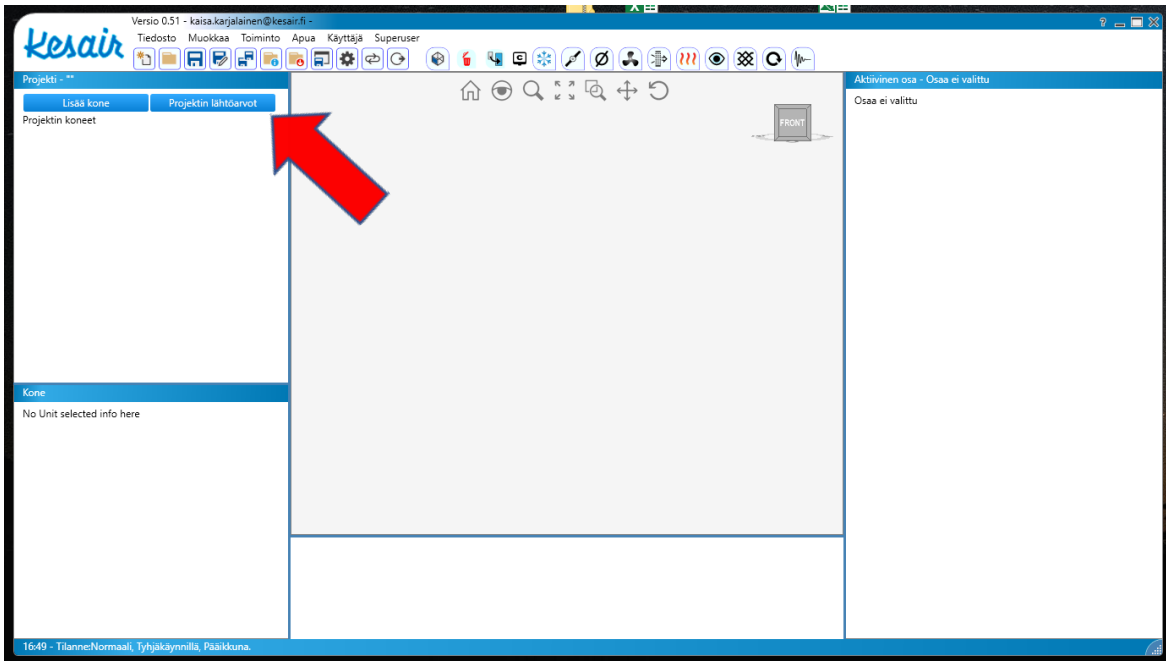 Versio 0.51 - kaisa.karjalainen@kesair.fi -
Kesair
Tiedosto Muokkaa Toiminto Apua Käyttäjä Superuser
Projekti - ""
Lisää kone Projektin lähtöarvot
Projektin koneet
FRONT
Aktiivinen osa - Osaa ei valittu
Osaa ei valittu
Kone
No Unit selected info here
16:49 - Tilanne:Normaali, Tyhjäkäynnillä, Pääikkuna.